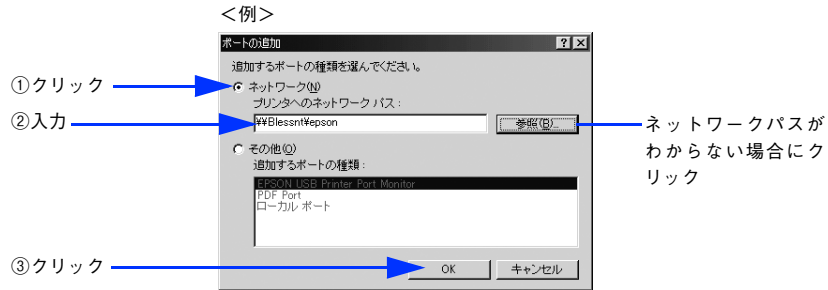 <例>
ポートの追加
追加するポートの種類を選んでください。
①クリック
ネットワーク(N)
プリンタへのネットワーク パス:
②入力
¥¥Blessnt¥epson
参照(B)...
ネットワークパスが
わからない場合にク
リック
その他(O)
追加するポートの種類:
EPSON USB Printer Port Monitor
PDF Port
ローカル ポート
③クリック
OK
キャンセル